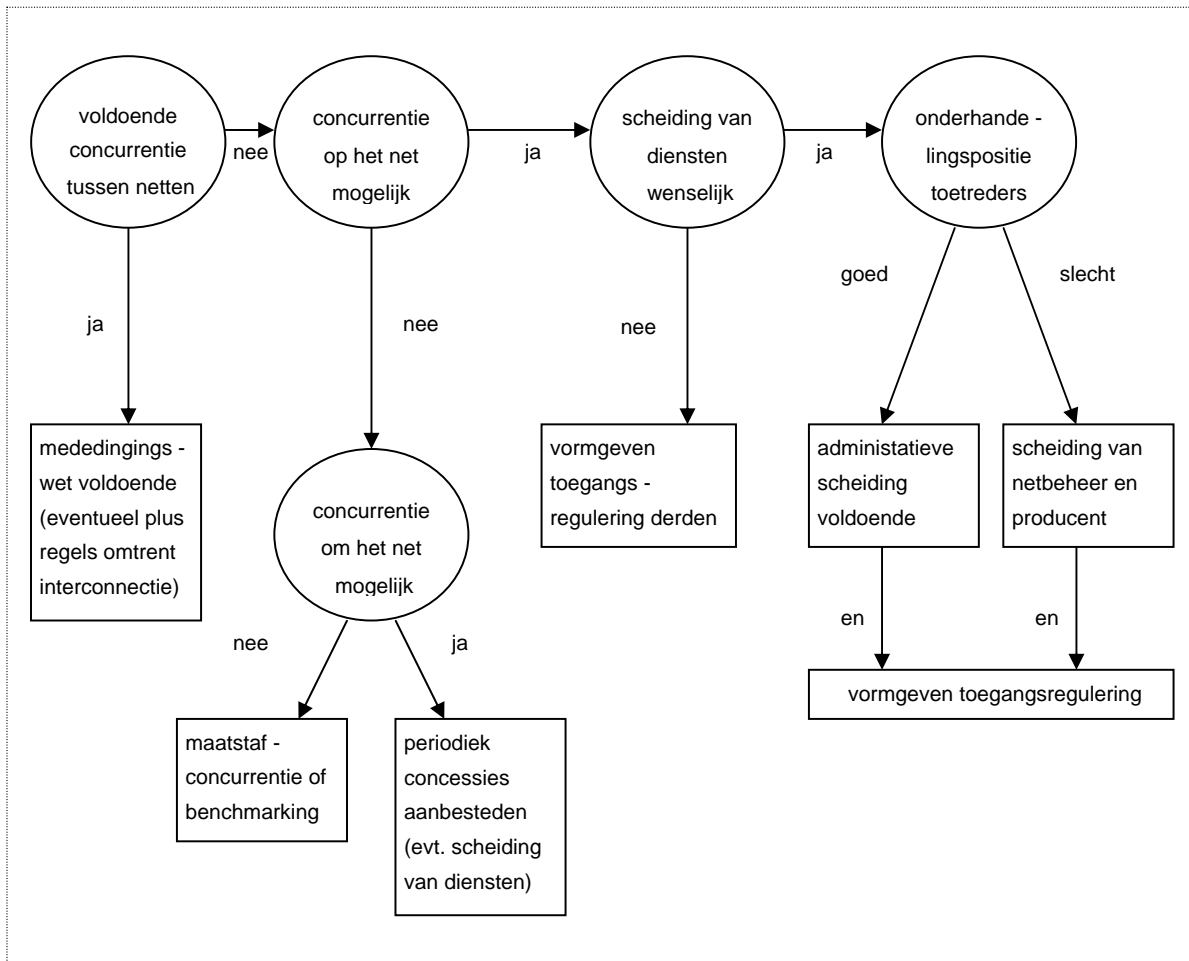 voldoende
concurrentie
tussen netten
nee
concurrentie
op het net
mogelijk
ja
scheiding van
diensten
wenselijk
ja
onderhande -
lingspositie
toetreders
ja
nee
nee
goed
slecht
mededingings -
wet voldoende
(eventueel plus
regels omtrent
interconnectie)
concurrentie
om het net
mogelijk
vormgeven
toegangs -
regulering derden
administatieve
scheiding
voldoende
scheiding van
netbeheer en
producent
nee
ja
en
en
vormgeven toegangsregulering
maatstaf -
concurrentie of
benchmarking
periodiek
concessies
aanbesteden
(evt. scheiding
van diensten)